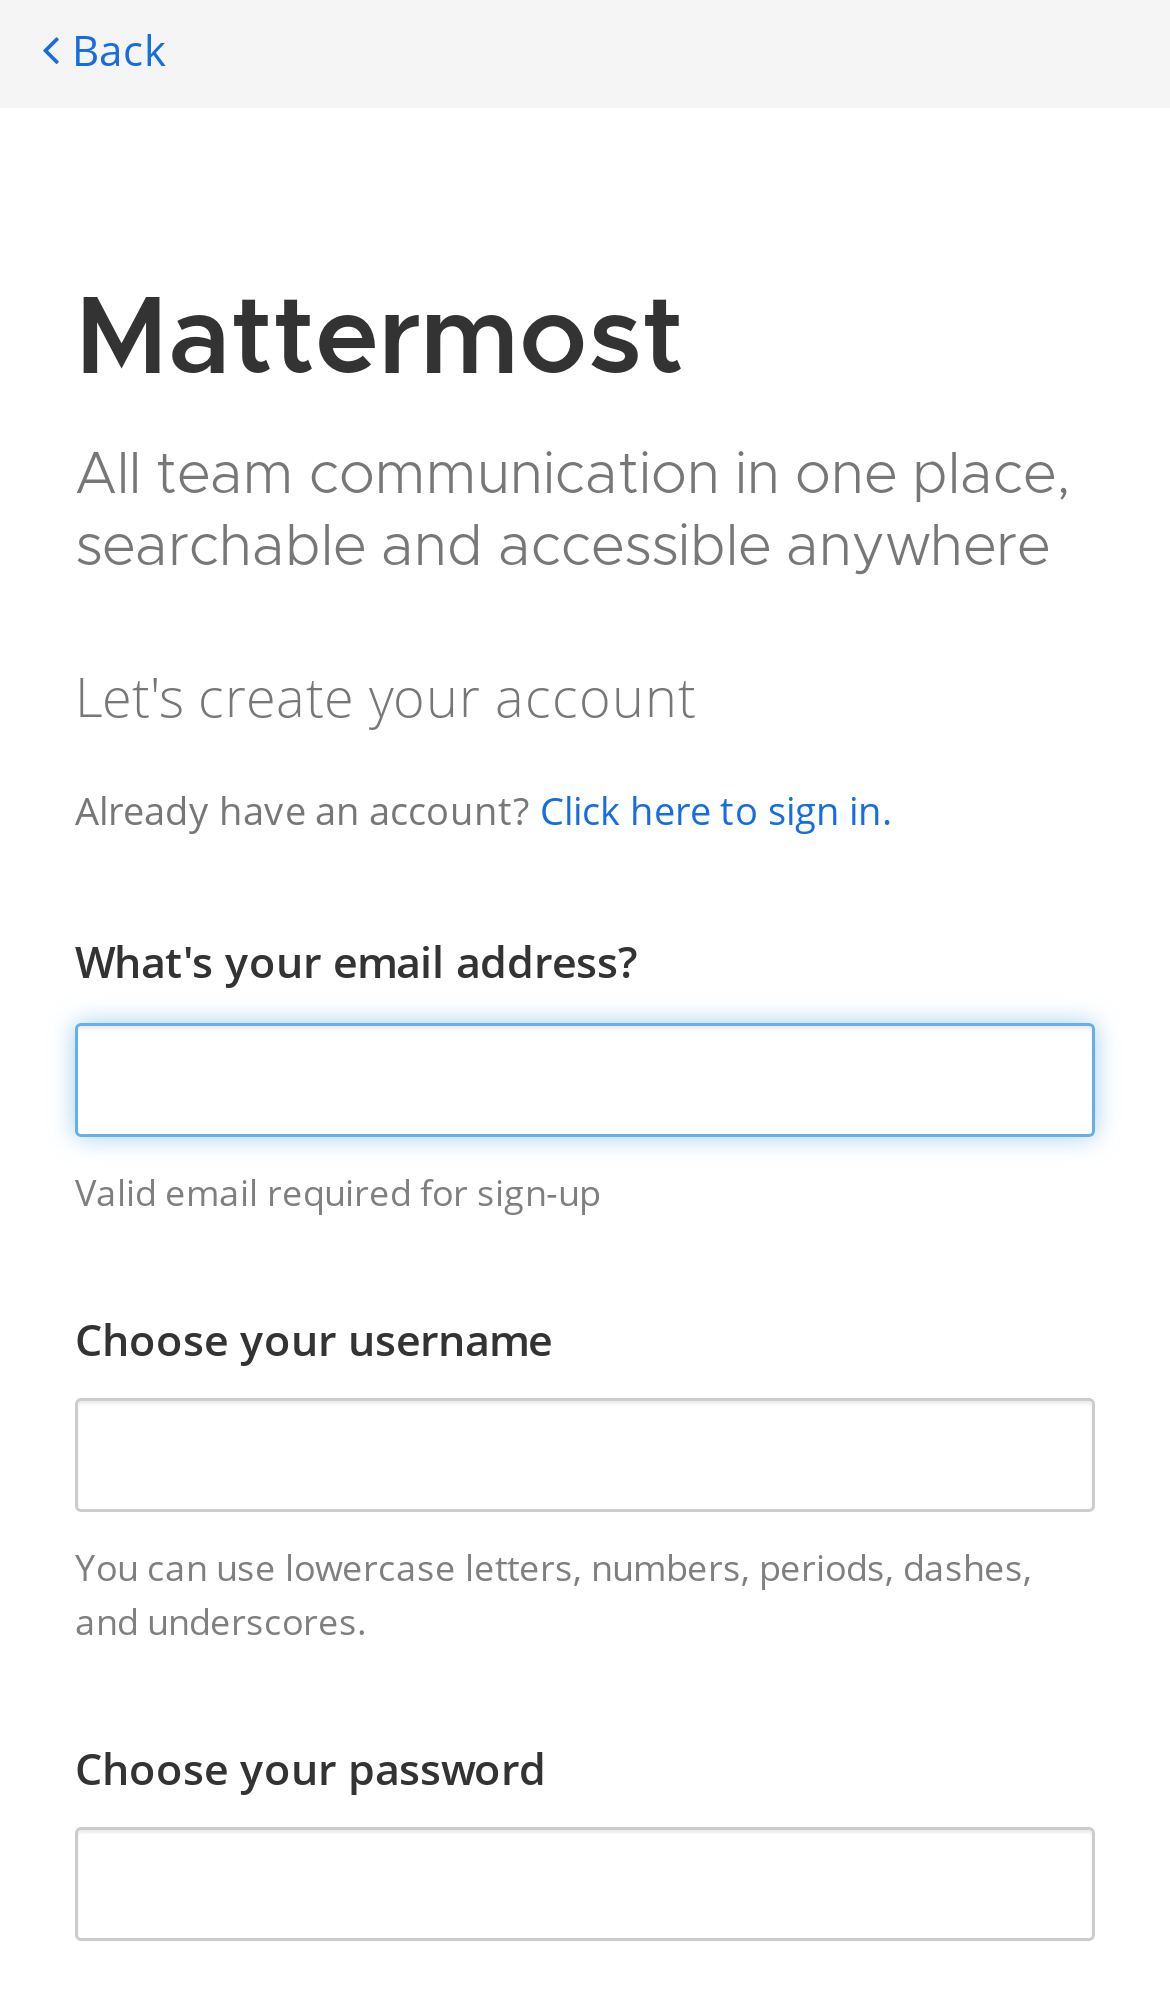 Back
Mattermost
All team communication in one place,
searchable and accessible anywhere
Let's create your account
Already have an account? Click here to sign in.
What's your email address?
Valid email required for sign-up
Choose your username
You can use lowercase letters, numbers, periods, dashes,
and underscores.
Choose your password